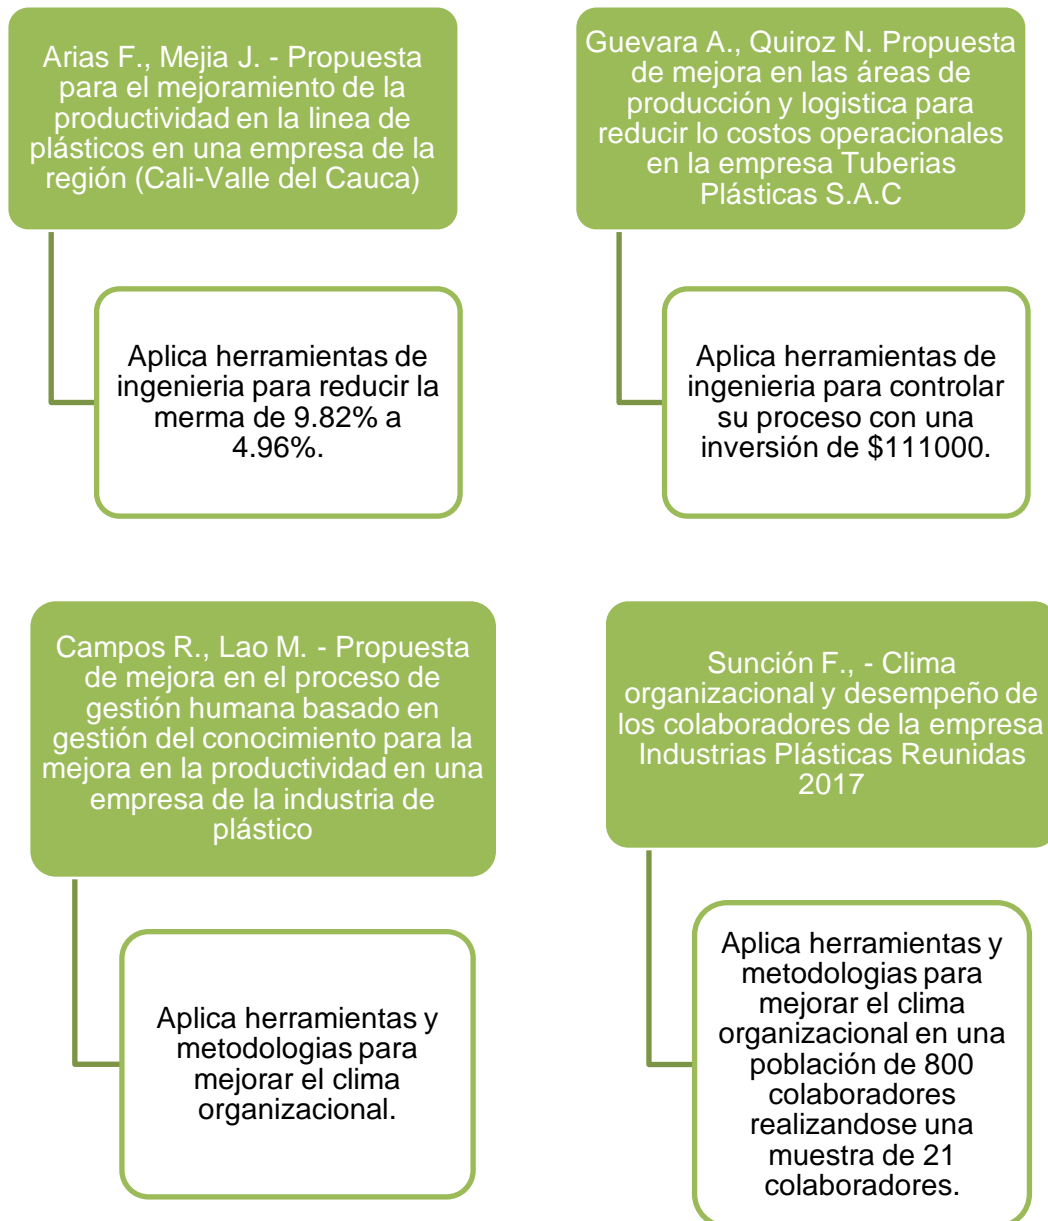 Arias F., Mejia J. - Propuesta
para el mejoramiento de la
productividad en la linea de
plásticos en una empresa de la
región (Cali-Valle del Cauca)
Aplica herramientas de
ingenieria para reducir la
merma de 9.82% a
4.96%.
Guevara A., Quiroz N. Propuesta
de mejora en las áreas de
producción y logistica para
reducir lo costos operacionales
en la empresa Tuberias
Plásticas S.A.C
Aplica herramientas de
ingenieria para controlar
su proceso con una
inversión de $111000.
Campos R., Lao M. - Propuesta
de mejora en el proceso de
gestión humana basado en
gestión del conocimiento para la
mejora en la productividad en una
empresa de la industria de
plástico
Aplica herramientas y
metodologias para
mejorar el clima
organizacional.
Sunción F., - Clima
organizacional y desempeño de
los colaboradores de la empresa
Industrias Plásticas Reunidas
2017
Aplica herramientas y
metodologias para
mejorar el clima
organizacional en una
población de 800
colaboradores
realizandose una
muestra de 21
colaboradores.